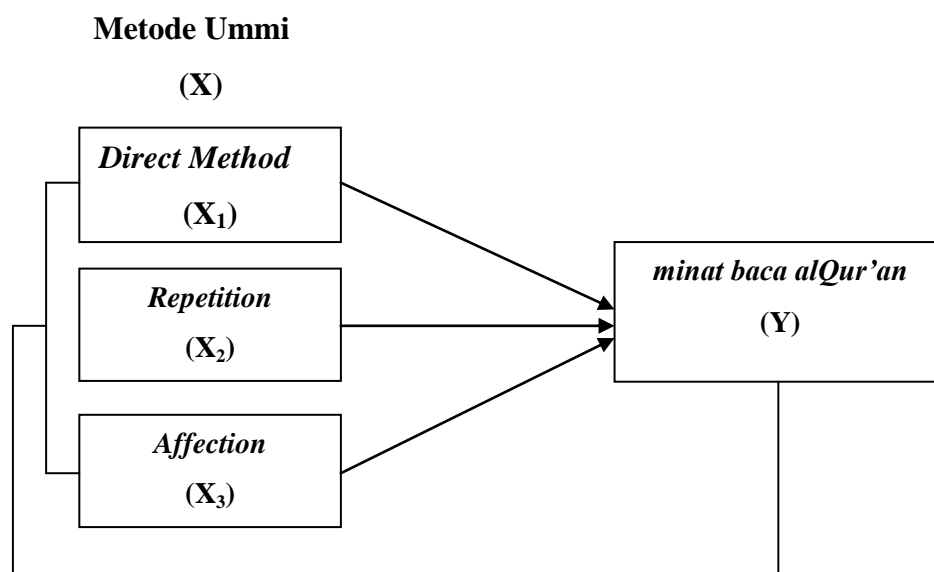 Metode Ummi
(X)
Direct Method
(X₁)
Repetition
(X₂)
Affection
(X₃)
minat baca alQur’an
(Y)